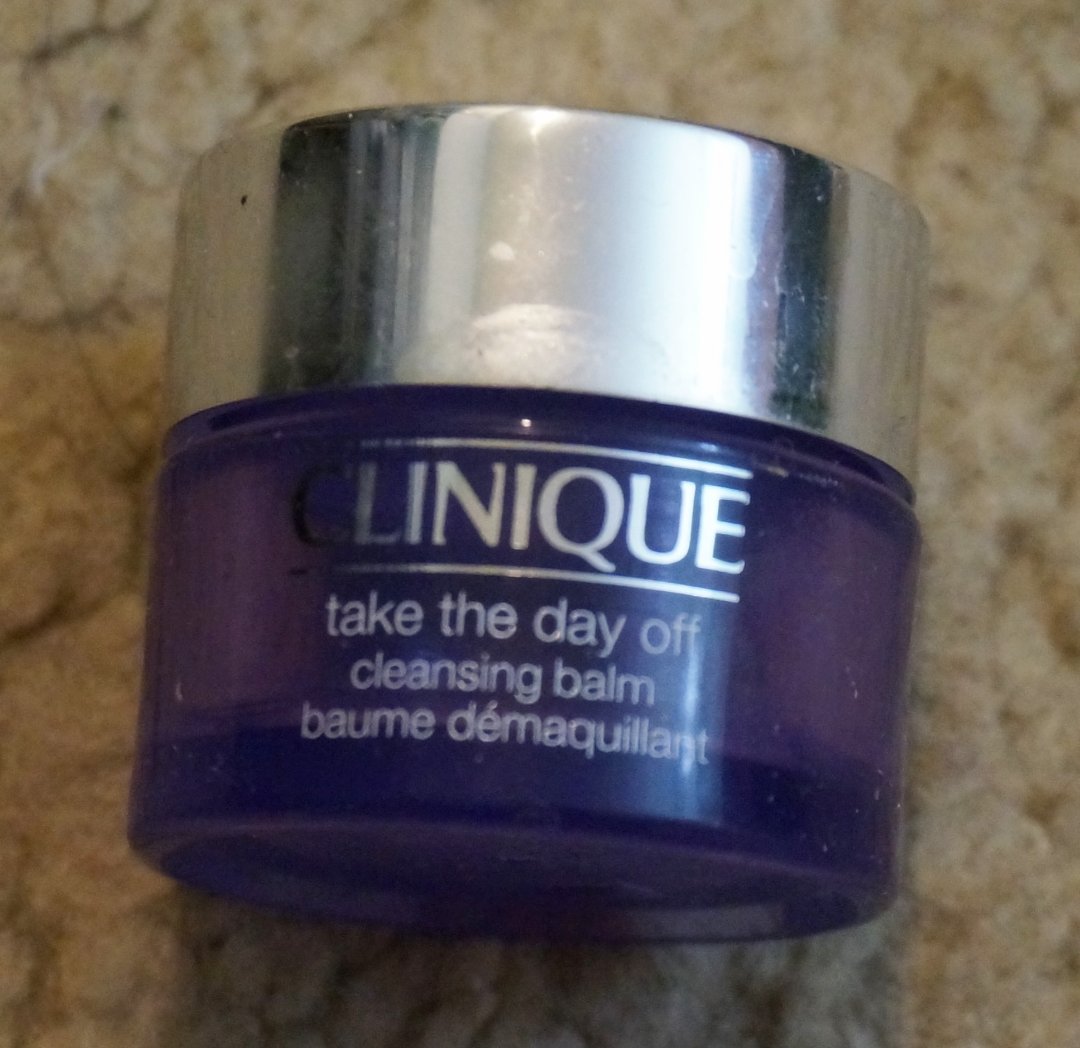 CLINIQUE
take the day off
cleansing balm
baume démaquillant